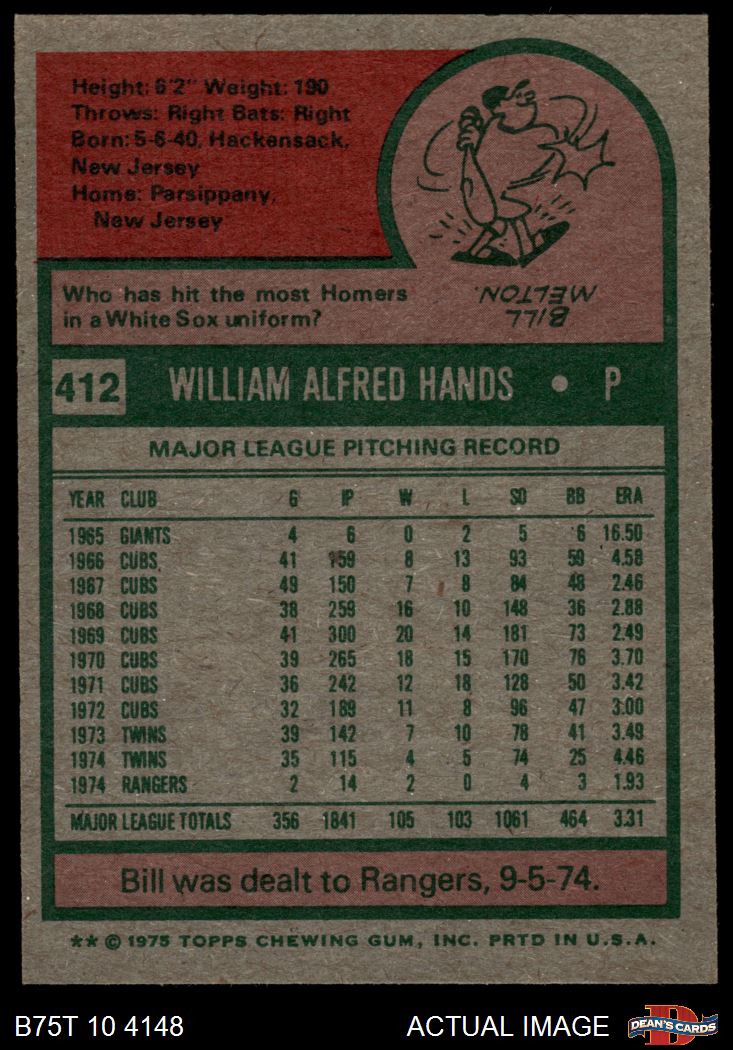 Height: 6'2" Weight: 190
Throws: Right Bats: Right
Born: 5-6-40, Hackensack,
New Jersey
Home: Parsippany,
New Jersey
Who has hit the most Homers
in a White Sox uniform?
BILL
MELTON.
412 WILLIAM ALFRED HANDS • P
MAJOR LEAGUE PITCHING RECORD
YEAR CLUB G IP W L SO BB ERA
1965 GIANTS 4 6 0 2 5 6 16.50
1966 CUBS 41 159 8 13 93 59 4.58
1967 CUBS 49 150 7 8 84 48 2.46
1968 CUBS 38 259 16 10 148 36 2.88
1969 CUBS 41 300 20 14 181 73 2.49
1970 CUBS 39 265 18 15 170 76 3.70
1971 CUBS 36 242 12 18 128 50 3.42
1972 CUBS 32 189 11 8 96 47 3.00
1973 TWINS 39 142 7 10 78 41 3.49
1974 TWINS 35 115 4 5 74 25 4.46
1974 RANGERS 2 14 2 0 4 3 1.93
MAJOR LEAGUE TOTALS 356 1841 105 103 1061 464 3.31
Bill was dealt to Rangers, 9-5-74.
** © 1975 TOPPS CHEWING GUM, INC. PRTD IN U.S.A.
B75T 10 4148 ACTUAL IMAGE DEAN'S CARDS